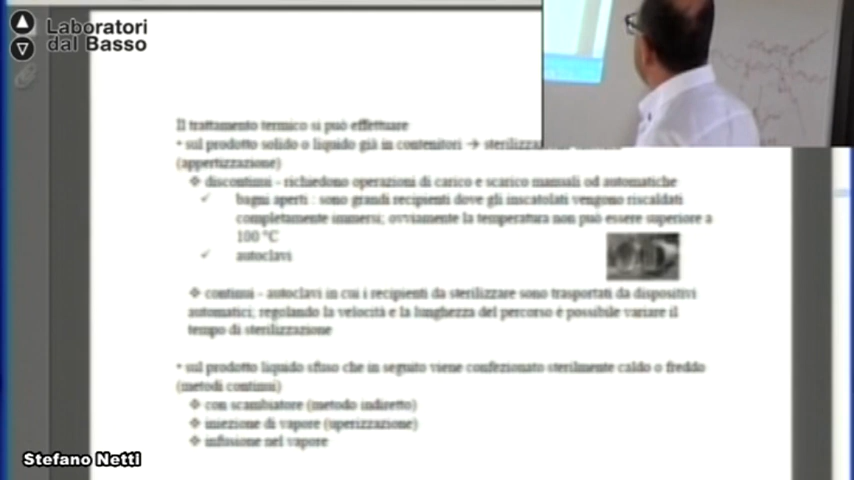 Laboratori
dal Basso
Il trattamento termico si può effettuare
• sul prodotto solido o liquido già in contenitori → sterilizza
(appertizzazione)
❖ discontinui - richiedono operazioni di carico e scarico manuali od automatiche
✓ bagni aperti : sono grandi recipienti dove gli inscatolati vengono riscaldati
completamente immersi; ovviamente la temperatura non può essere superiore a
100 °C
✓ autoclavi
❖ continui - autoclavi in cui i recipienti da sterilizzare sono trasportati da dispositivi
automatici; regolando la velocità e la lunghezza del percorso é possibile variare il
tempo di sterilizzazione
• sul prodotto liquido sfuso che in seguito viene confezionato sterilmente caldo o freddo
(metodi continui)
❖ con scambiatore (metodo indiretto)
❖ iniezione di vapore (uperizzazione)
❖ infusione nel vapore
Stefano Netti